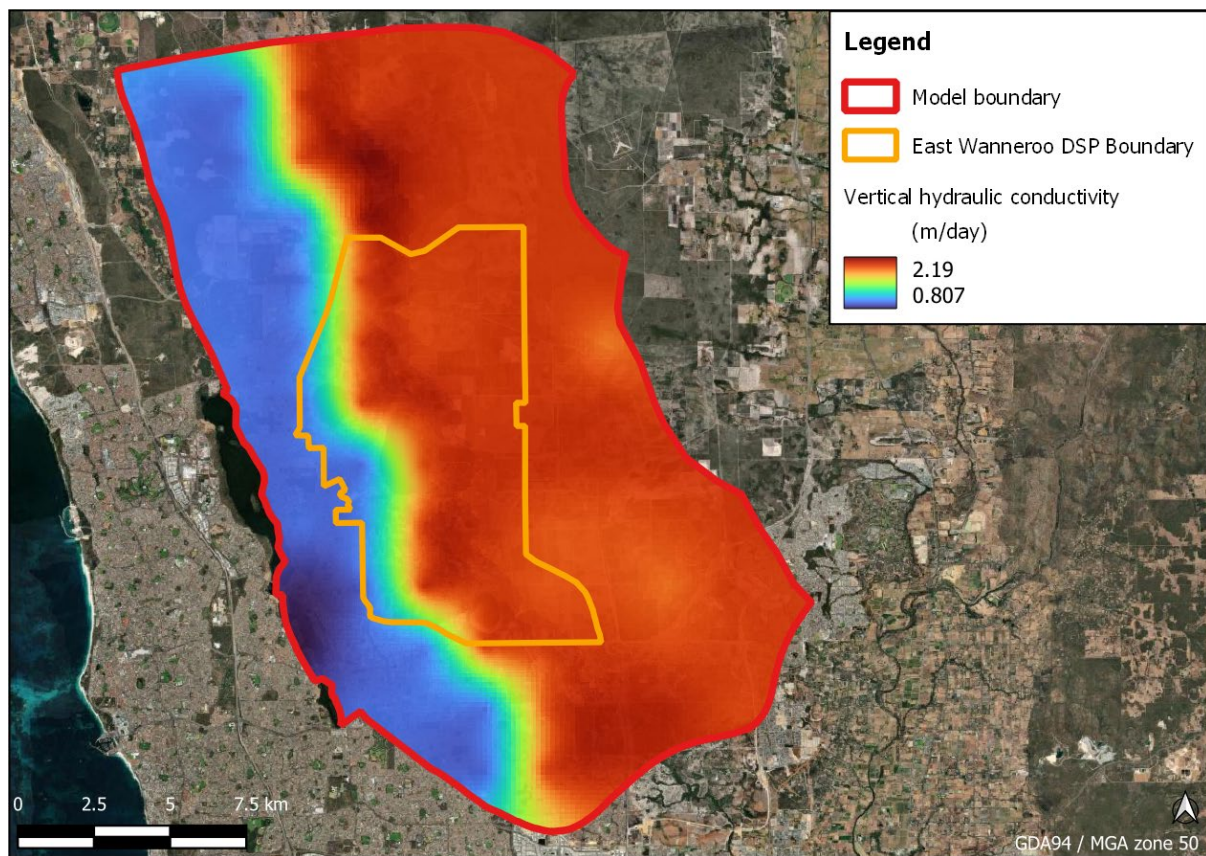 Legend
Model boundary
East Wanneroo DSP Boundary
Vertical hydraulic conductivity
(m/day)
2.19
0.807
0 2.5 5 7.5 km
GDA94 / MGA zone 50